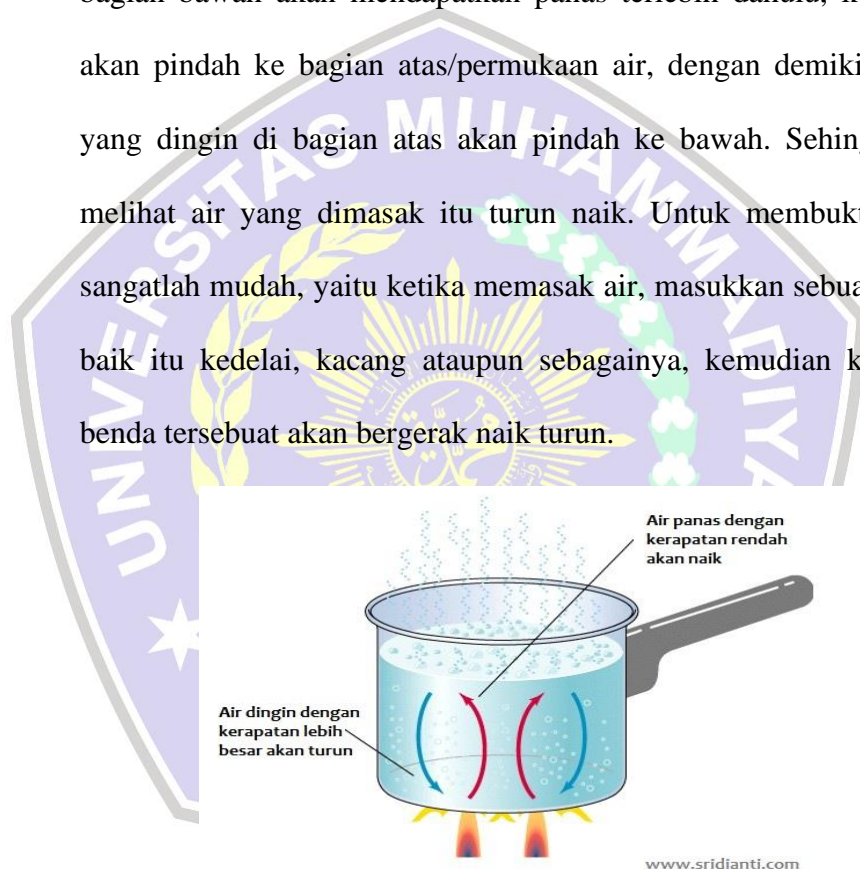 akan pindah ke bagian atas/permukaan air, dengan
yang dingin di bagian atas akan pindah ke bawah.
melihat air yang dimasak itu turun naik. Untuk
sangatlah mudah, yaitu ketika memasak air, masukkan
baik itu kedelai, kacang ataupun sebagainya, kemudian
benda tersebuat akan bergerak naik turun.
UNIVERSITAS MUHAMMADIYA
Air panas dengan
kerapatan rendah
akan naik
Air dingin dengan
kerapatan lebih
besar akan turun
www.sridianti.com